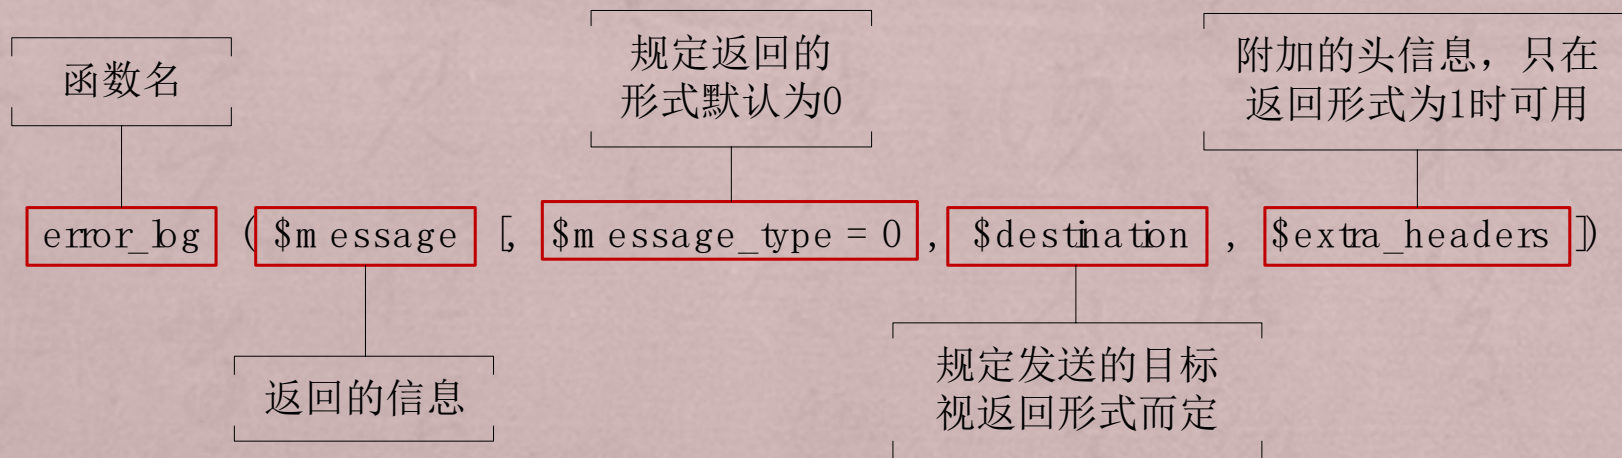 函数名
规定返回的
形式默认为0
附加的头信息，只在
返回形式为1时可用
error_log ( $message [, $message_type = 0 , $destination , $extra_headers ])
返回的信息
规定发送的目标
视返回形式而定